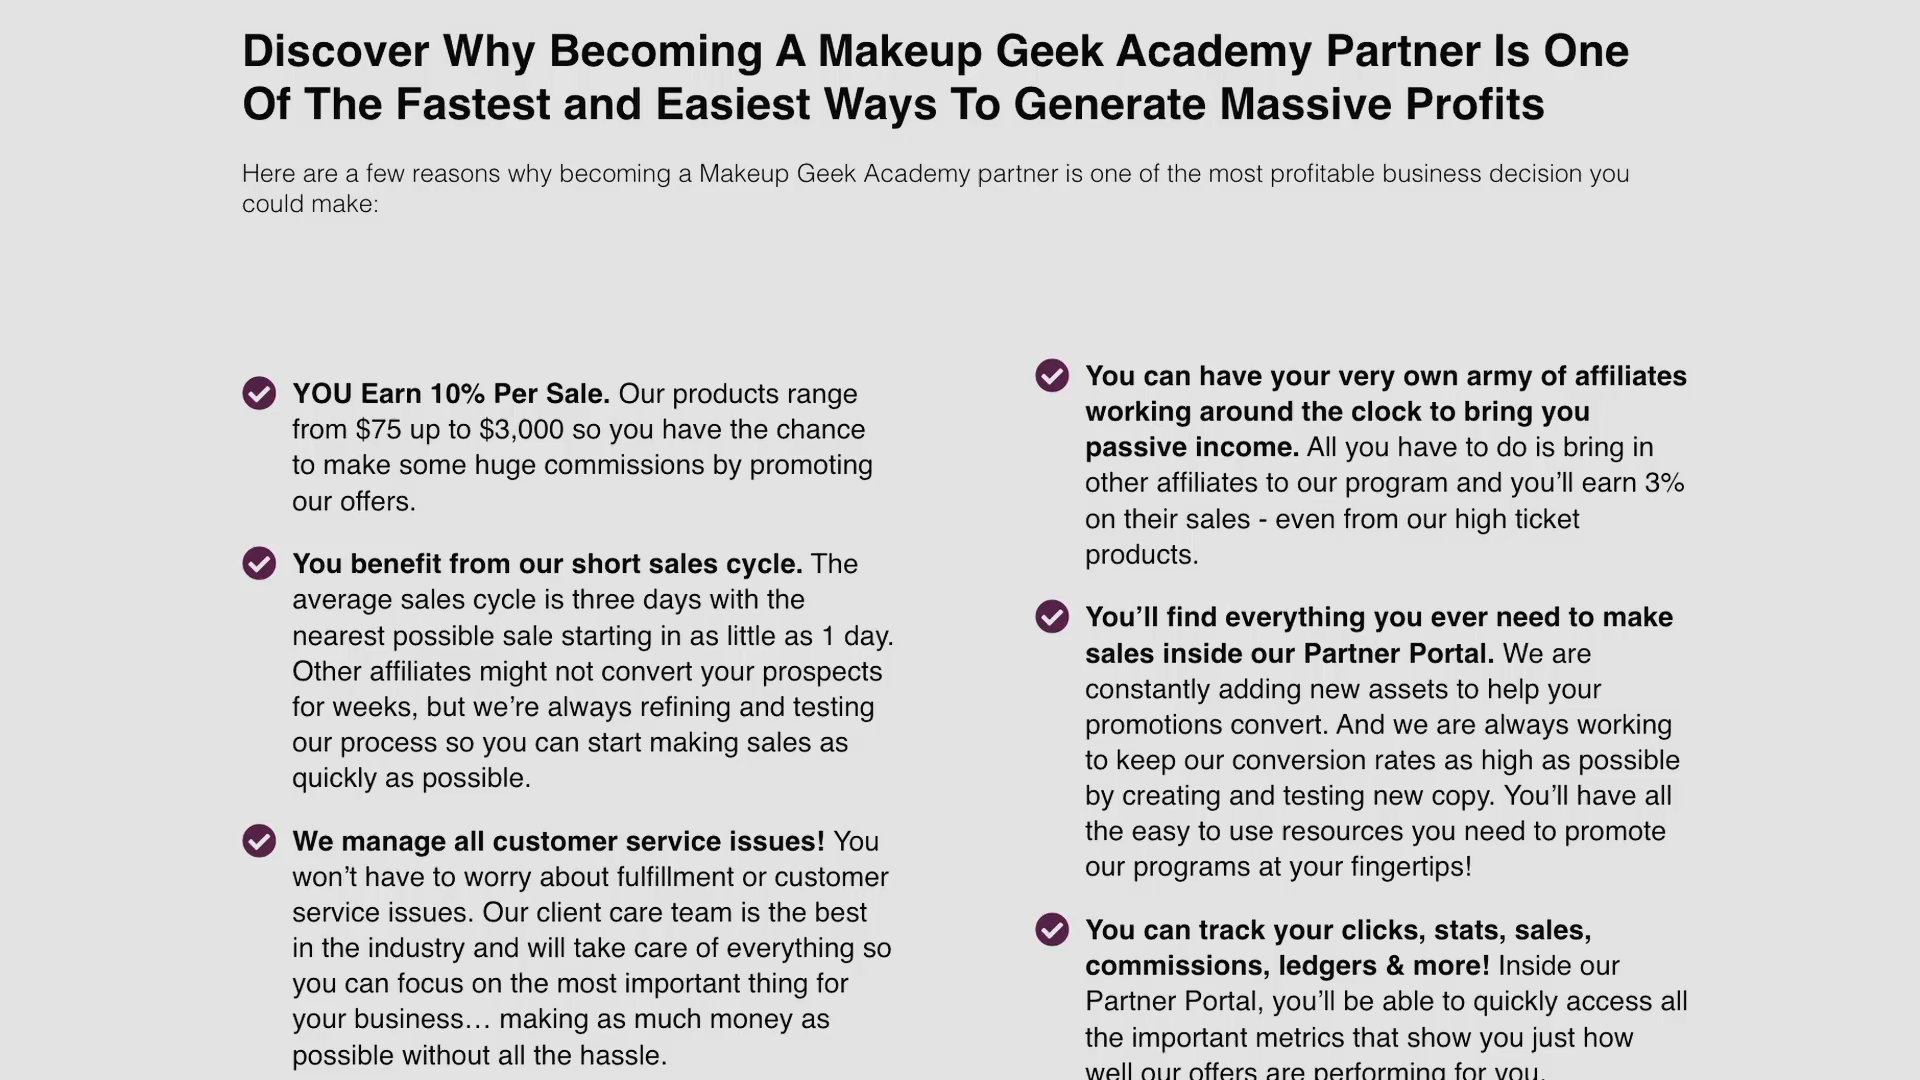 Discover Why Becoming A Makeup Geek Academy Partner Is One
Of The Fastest and Easiest Ways To Generate Massive Profits
Here are a few reasons why becoming a Makeup Geek Academy partner is one of the most profitable business decision you
could make:
YOU Earn 10% Per Sale. Our products range
from $75 up to $3,000 so you have the chance
to make some huge commissions by promoting
our offers.
You benefit from our short sales cycle. The
average sales cycle is three days with the
nearest possible sale starting in as little as 1 day.
Other affiliates might not convert your prospects
for weeks, but we’re always refining and testing
our process so you can start making sales as
quickly as possible.
We manage all customer service issues! You
won’t have to worry about fulfillment or customer
service issues. Our client care team is the best
in the industry and will take care of everything so
you can focus on the most important thing for
your business… making as much money as
possible without all the hassle.
You can have your very own army of affiliates
working around the clock to bring you
passive income. All you have to do is bring in
other affiliates to our program and you’ll earn 3%
on their sales - even from our high ticket
products.
You’ll find everything you ever need to make
sales inside our Partner Portal. We are
constantly adding new assets to help your
promotions convert. And we are always working
to keep our conversion rates as high as possible
by creating and testing new copy. You’ll have all
the easy to use resources you need to promote
our programs at your fingertips!
You can track your clicks, stats, sales,
commissions, ledgers & more! Inside our
Partner Portal, you’ll be able to quickly access all
the important metrics that show you just how
well our offers are performing for you.